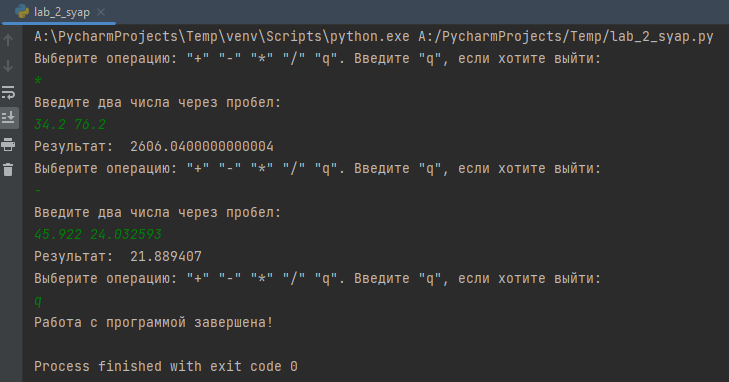 lab_2_syap
A:\PycharmProjects\Temp\venv\Scripts\python.exe A:/PycharmProjects/Temp/lab_2_syap.py
Выберите операцию: "+" "-" "*" "/" "q". Введите "q", если хотите выйти:
*
Введите два числа через пробел:
34.2 76.2
Результат:  2606.0400000000004
Выберите операцию: "+" "-" "*" "/" "q". Введите "q", если хотите выйти:
-
Введите два числа через пробел:
45.922 24.032593
Результат:  21.889407
Выберите операцию: "+" "-" "*" "/" "q". Введите "q", если хотите выйти:
q
Работа с программой завершена!
Process finished with exit code 0